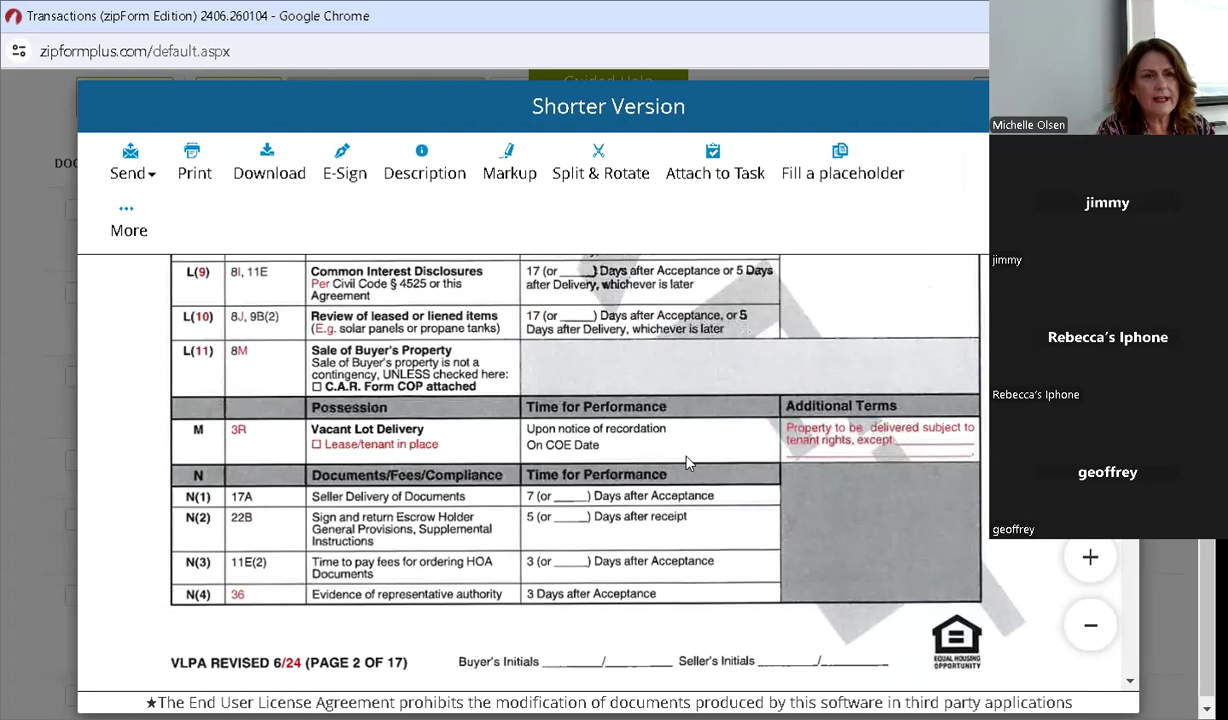 Transactions (zipForm Edition) 2406.260104 - Google Chrome
zipformplus.com/default.aspx
Guided Help
DOC
Shorter Version
Send
Print
Download
E-Sign
Description
Markup
Split & Rotate
Attach to Task
Fill a placeholder
...
More
L(9) 8I, 11E Common Interest Disclosures 17 (or ____) Days after Acceptance or 5 Days
Per Civil Code § 4525 or this after Delivery, whichever is later
Agreement
L(10) 8J, 9B(2) Review of leased or liened items 17 (or ____) Days after Acceptance, or 5
(E.g. solar panels or propane tanks) Days after Delivery, whichever is later
L(11) 8M Sale of Buyer's Property
Sale of Buyer's property is not a
contingency, UNLESS checked here:
☐ C.A.R. Form COP attached
Possession Time for Performance Additional Terms
M 3R Vacant Lot Delivery Upon notice of recordation Property to be delivered subject to
☐ Lease/tenant in place On COE Date tenant rights, except ____
____.
N Documents/Fees/Compliance Time for Performance
N(1) 17A Seller Delivery of Documents 7 (or ____) Days after Acceptance
N(2) 22B Sign and return Escrow Holder 5 (or ____) Days after receipt
General Provisions, Supplemental
Instructions
N(3) 11E(2) Time to pay fees for ordering HOA 3 (or ____) Days after Acceptance
Documents
N(4) 36 Evidence of representative authority 3 Days after Acceptance
VLPA REVISED 6/24 (PAGE 2 OF 17) Buyer's Initials ____/____ Seller's Initials ____/____
EQUAL HOUSING
OPPORTUNITY
★The End User License Agreement prohibits the modification of documents produced by this software in third party applications
Michelle Olsen
jimmy
jimmy
Rebecca's Iphone
Rebecca's Iphone
geoffrey
geoffrey